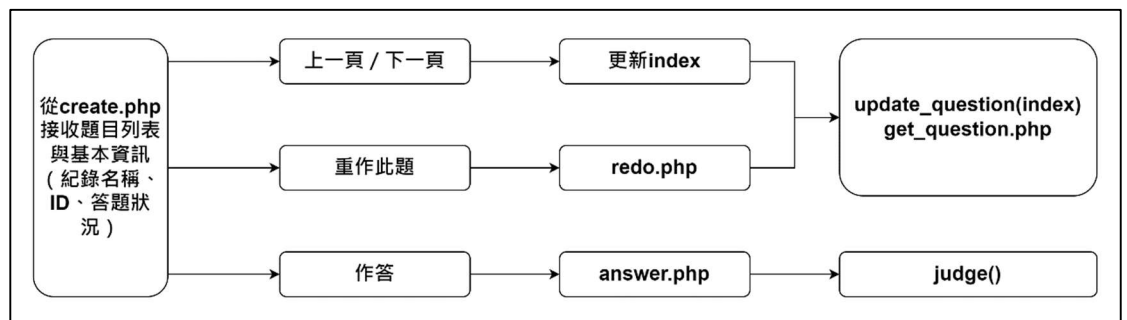 從create.php
接收題目列表
與基本資訊
(紀錄名稱、
ID、答題狀
況)
上一頁 / 下一頁
更新index
重作此題
redo.php
update_question(index)
get_question.php
作答
answer.php
judge()